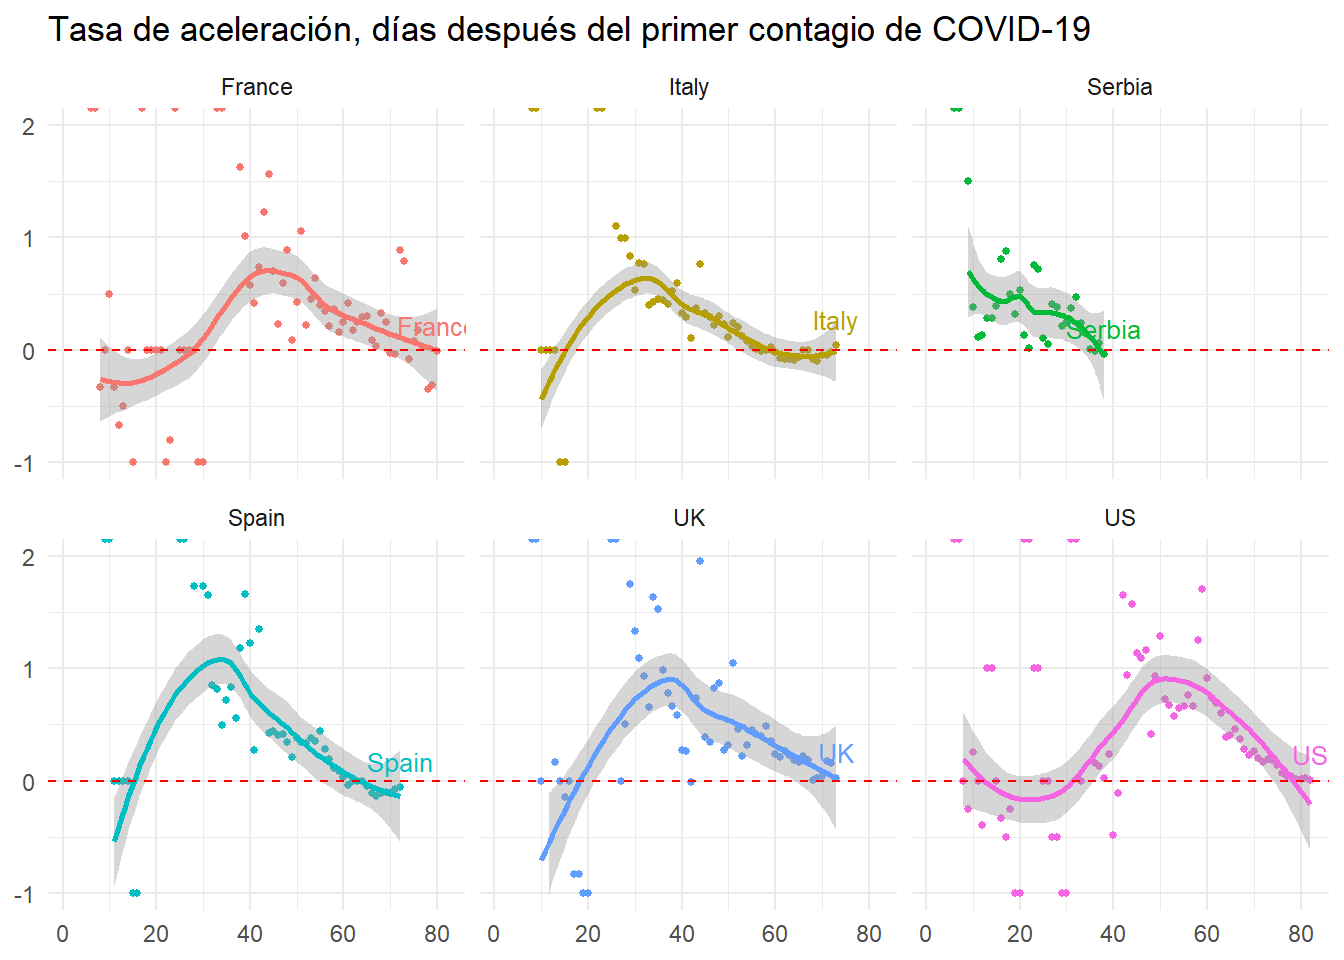 Tasa de aceleración, días después del primer contagio de COVID-19
France
Italy
Serbia
2
1
0
-1
France
Italy
Serbia
Spain
UK
US
2
1
0
-1
Spain
UK
US
0 20 40 60 80
0 20 40 60 80
0 20 40 60 80